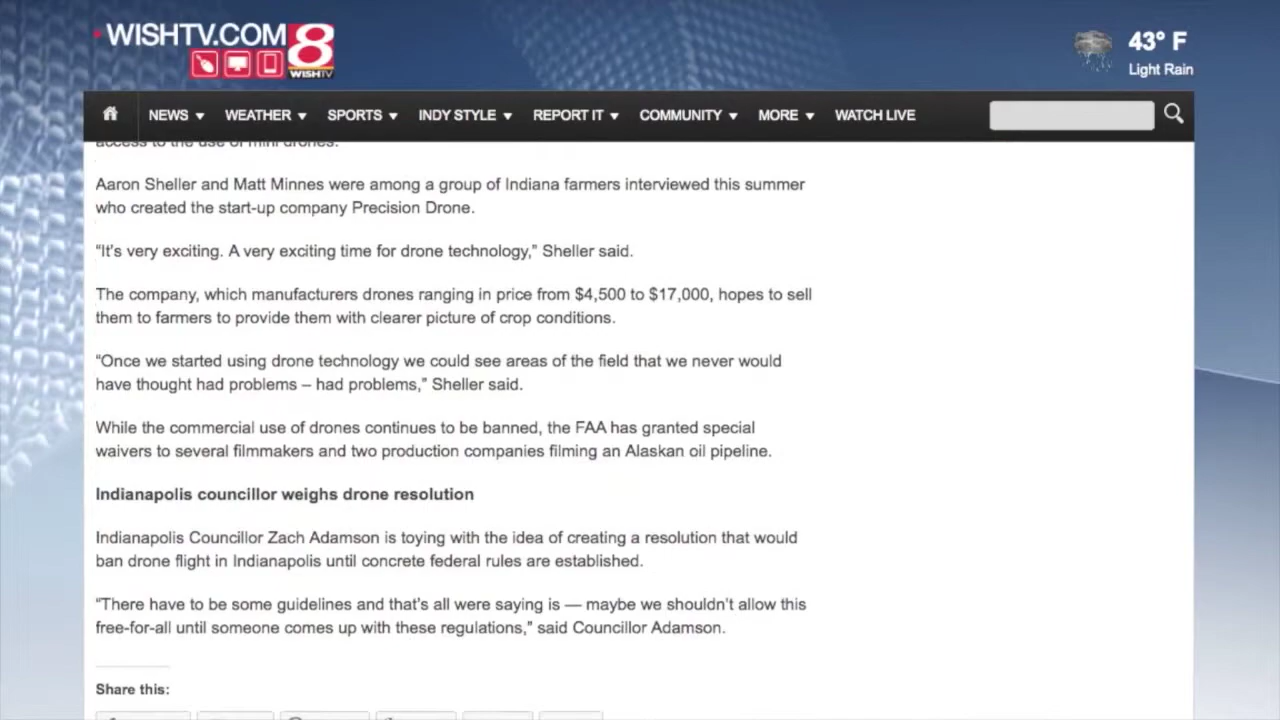 WISHTV.COM 8
WISHTV
43° F
Light Rain
NEWS WEATHER SPORTS INDY STYLE REPORT IT COMMUNITY MORE WATCH LIVE
access to the use of mini drones.
Aaron Sheller and Matt Minnes were among a group of Indiana farmers interviewed this summer
who created the start-up company Precision Drone.
“It’s very exciting. A very exciting time for drone technology,” Sheller said.
The company, which manufacturers drones ranging in price from $4,500 to $17,000, hopes to sell
them to farmers to provide them with clearer picture of crop conditions.
“Once we started using drone technology we could see areas of the field that we never would
have thought had problems – had problems,” Sheller said.
While the commercial use of drones continues to be banned, the FAA has granted special
waivers to several filmmakers and two production companies filming an Alaskan oil pipeline.
Indianapolis councillor weighs drone resolution
Indianapolis Councillor Zach Adamson is toying with the idea of creating a resolution that would
ban drone flight in Indianapolis until concrete federal rules are established.
“There have to be some guidelines and that’s all were saying is — maybe we shouldn’t allow this
free-for-all until someone comes up with these regulations,” said Councillor Adamson.
Share this: